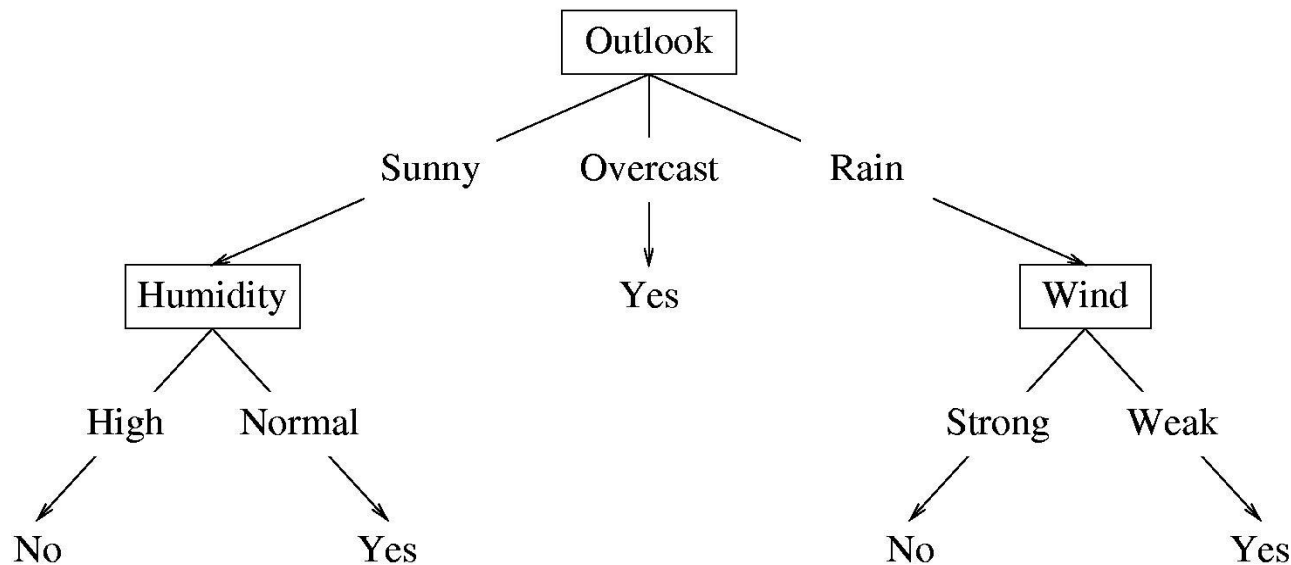 Outlook
Sunny Overcast Rain
Humidity Yes Wind
High Normal Strong Weak
No Yes No Yes